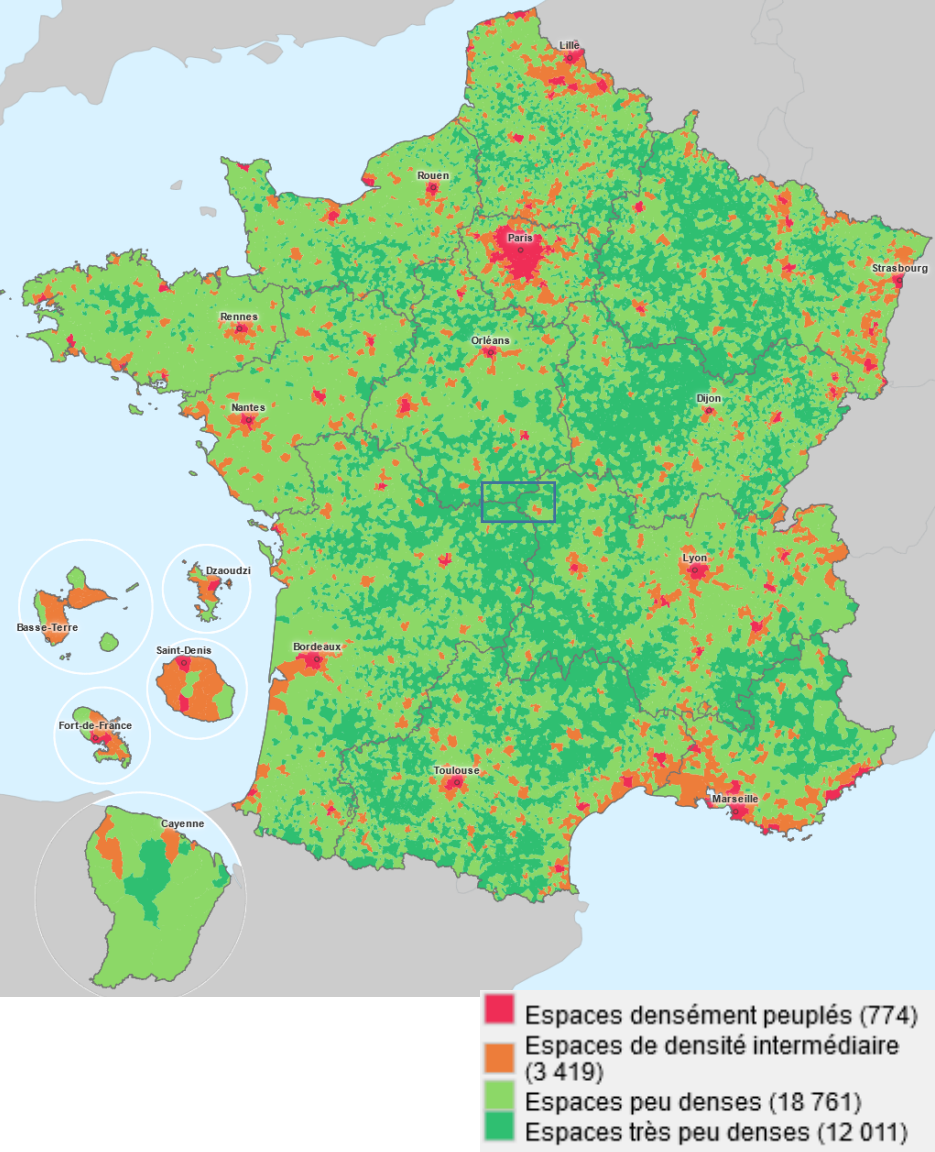 Lille
Rouen
Paris
Strasbourg
Rennes
Orléans
Nantes
Dijon
Lyon
Dzaoudzi
Basse-Terre
Saint-Denis
Bordeaux
Fort-de-France
Toulouse
Marseille
Cayenne
Espaces densément peuplés (774)
Espaces de densité intermédiaire
(3 419)
Espaces peu denses (18 761)
Espaces très peu denses (12 011)